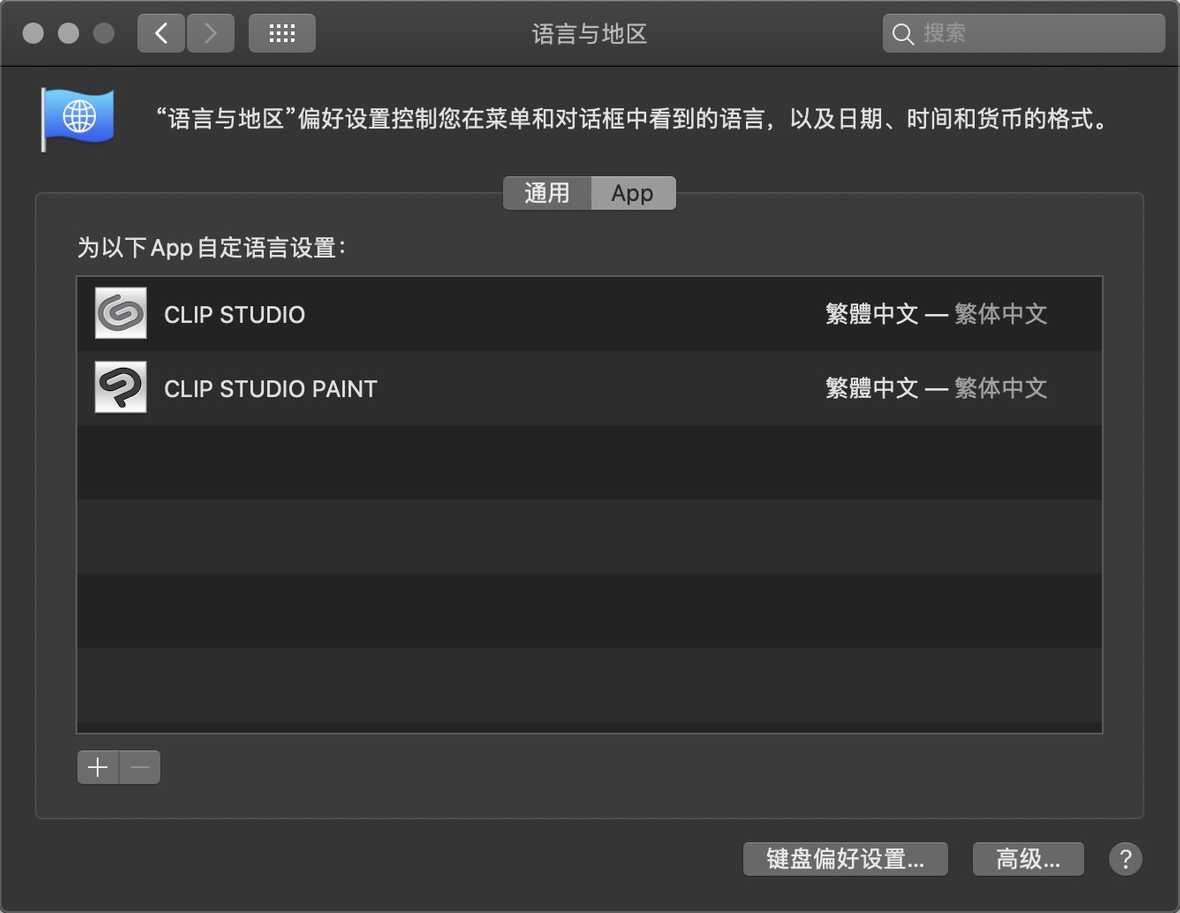 语言与地区
搜索
“语言与地区”偏好设置控制您在菜单和对话框中看到的语言，以及日期、时间和货币的格式。
通用 App
为以下 App 自定语言设置：
CLIP STUDIO 繁體中文 — 繁体中文
CLIP STUDIO PAINT 繁體中文 — 繁体中文
键盘偏好设置... 高级... ?